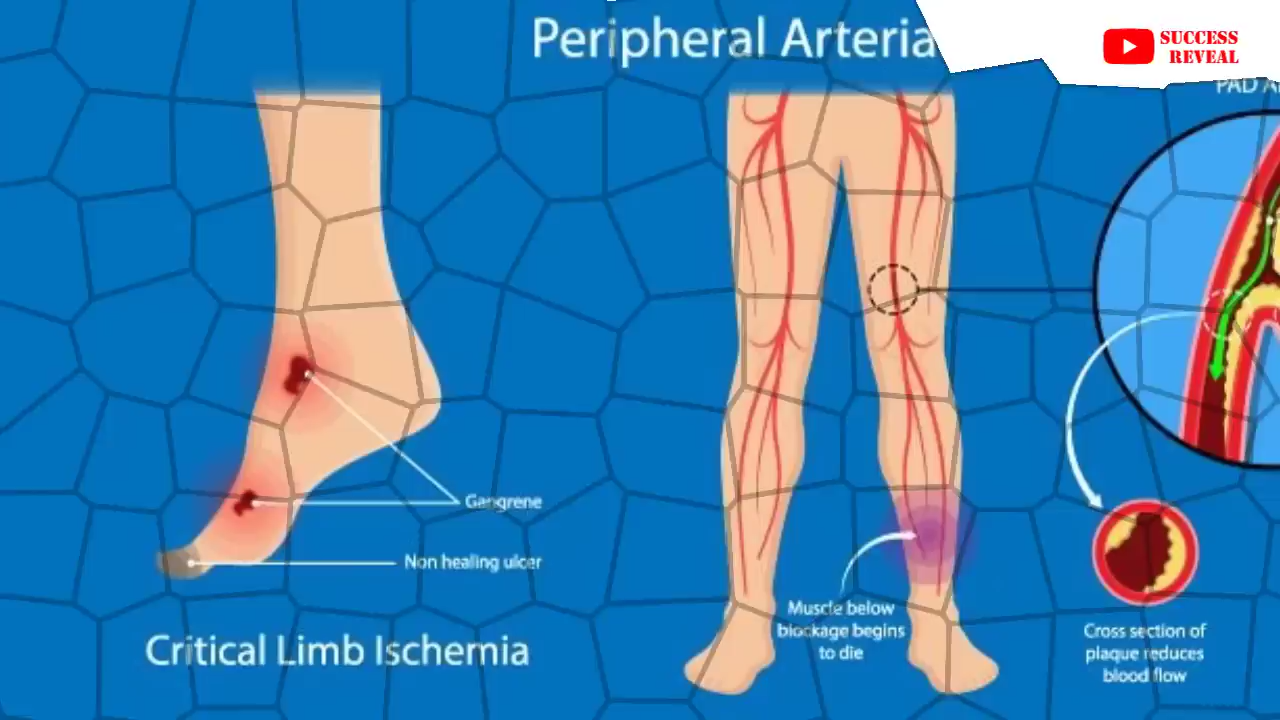 Peripheral Arteria
SUCCESS
REVEAL
PAD
Gangrene
Non healing ulcer
Critical Limb Ischemia
Muscle below
blockage begins
to die
Cross section of
plaque reduces
blood flow